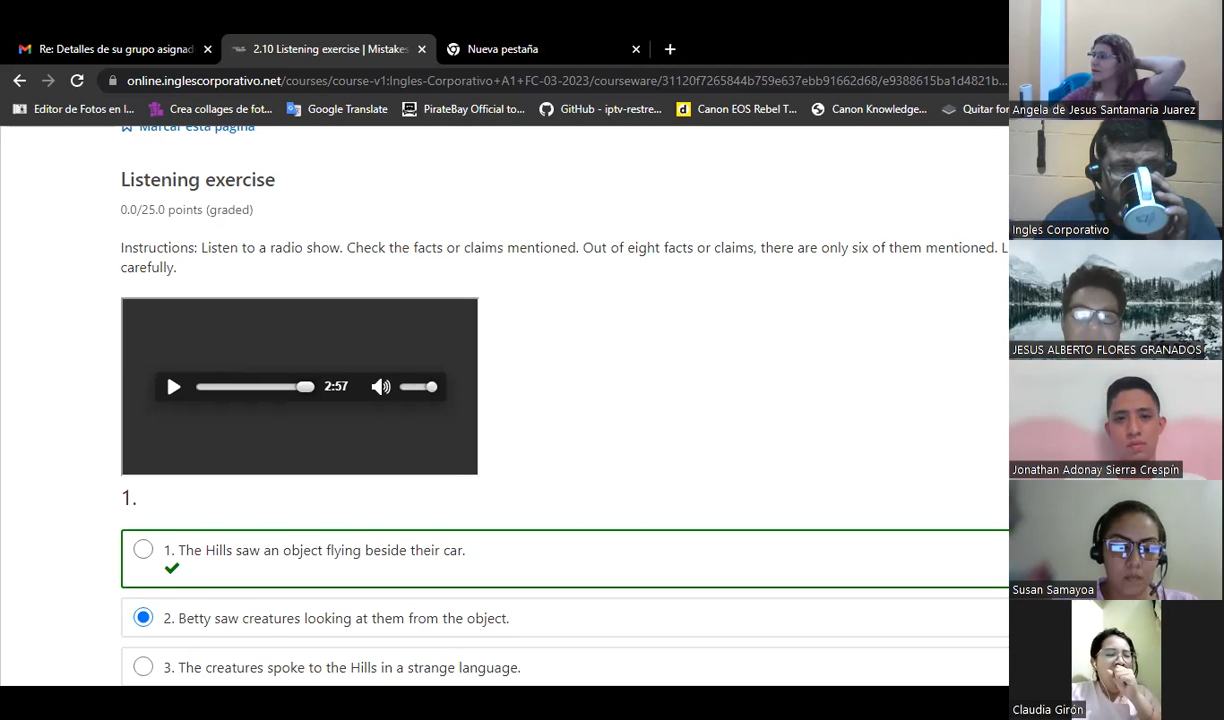 Re: Detalles de su grupo asignad
2.10 Listening exercise | Mistakes
Nueva pestaña
online.inglescorporativo.net/courses/course-v1:Ingles-Corporativo+A1+FC-03-2023/courseware/31120f7265844b759e637ebb91662d68/e9388615ba1d4821b...
Editor de Fotos en l...
Crea collages de fot...
Google Translate
PirateBay Official to...
GitHub - iptv-restre...
Canon EOS Rebel T...
Canon Knowledge...
Quitar fo
Marcar esta página
Listening exercise
0.0/25.0 points (graded)
Instructions: Listen to a radio show. Check the facts or claims mentioned. Out of eight facts or claims, there are only six of them mentioned. L
carefully.
2:57
1.
1. The Hills saw an object flying beside their car.
2. Betty saw creatures looking at them from the object.
3. The creatures spoke to the Hills in a strange language.
Angela de Jesus Santamaria Juarez
Ingles Corporativo
JESUS ALBERTO FLORES GRANADOS
Jonathan Adonay Sierra Crespín
Susan Samayoa
Claudia Girón